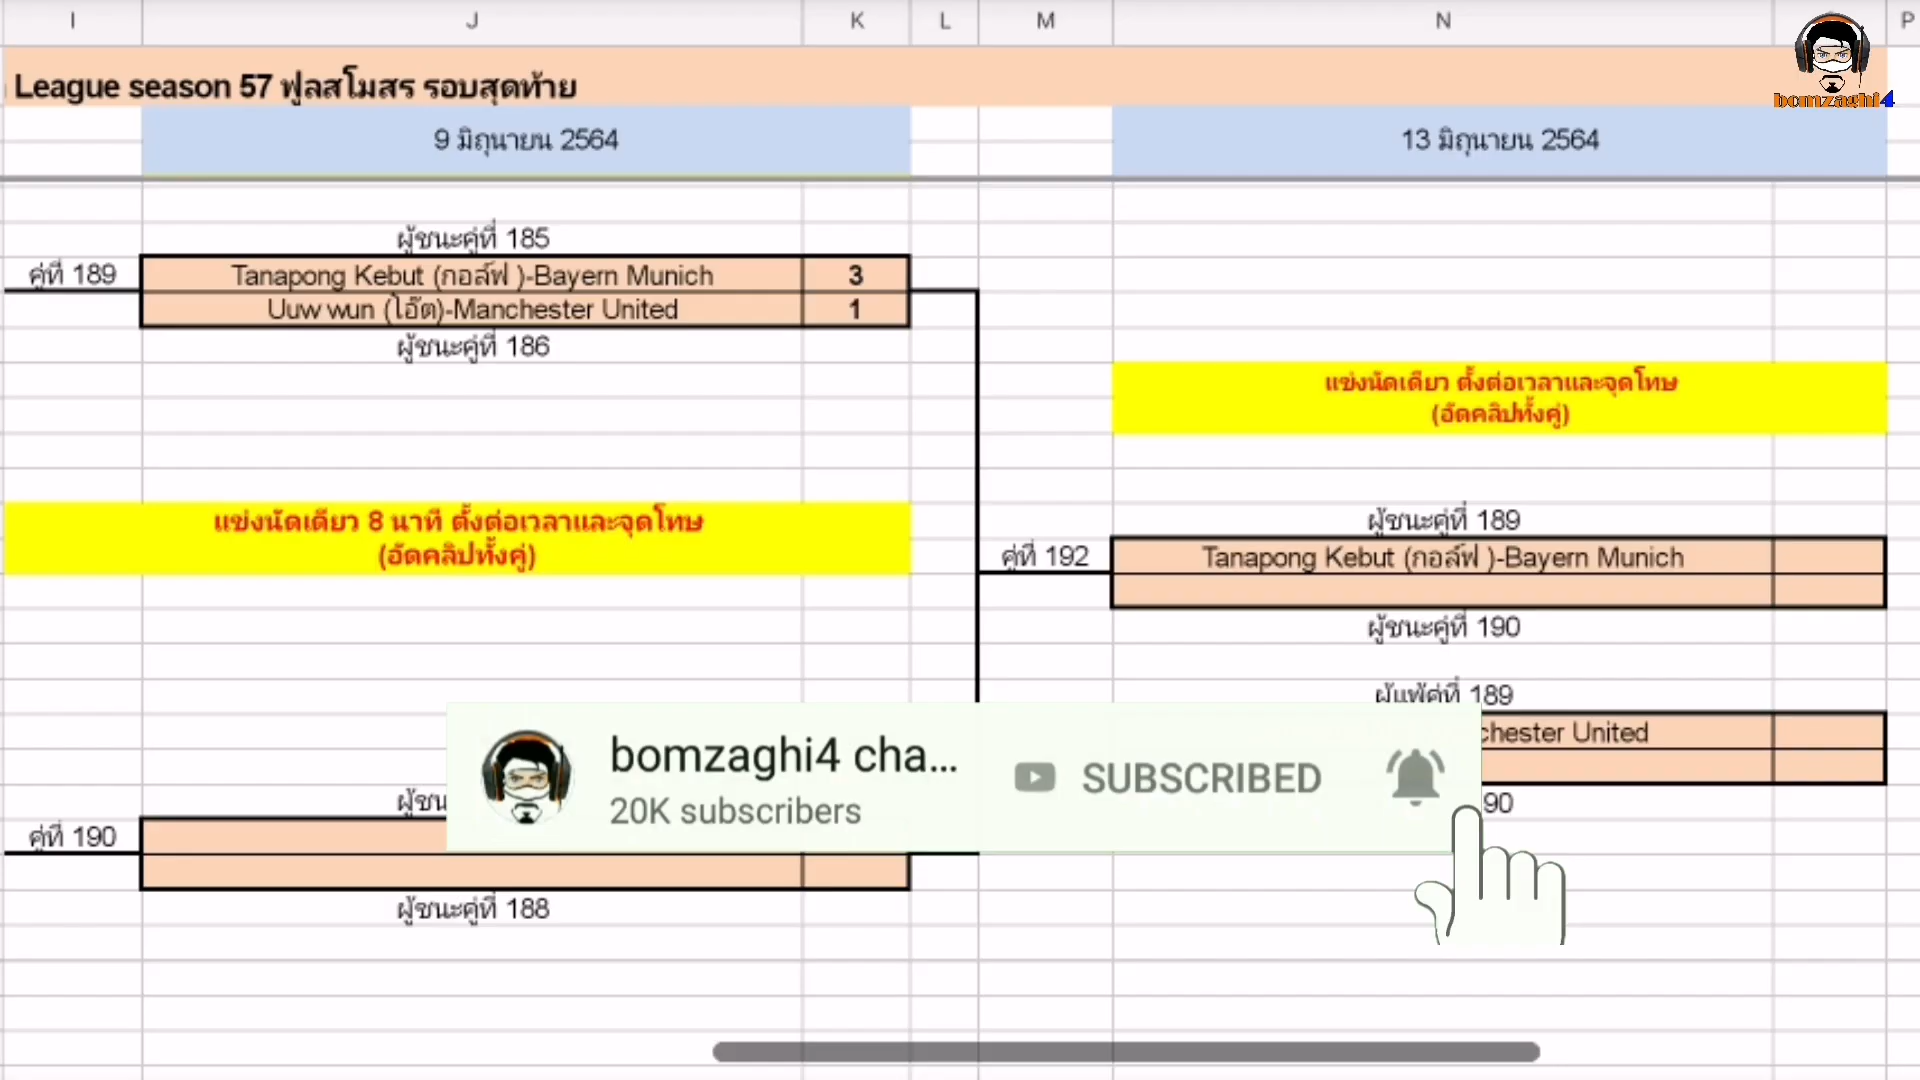 I J K L M N P
League season 57 ฟูลสโมสร รอบสุดท้าย
bomzaghi4
9 มิถุนายน 2564
13 มิถุนายน 2564
ผู้ชนะคู่ที่ 185
คู่ที่ 189
Tanapong Kebut (กอล์ฟ )-Bayern Munich 3
Uuw wun (โอ๊ต)-Manchester United 1
ผู้ชนะคู่ที่ 186
แข่งนัดเดียว ตั้งต่อเวลาและจุดโทษ
(อัดคลิปทั้งคู่)
แข่งนัดเดียว 8 นาที ตั้งต่อเวลาและจุดโทษ
(อัดคลิปทั้งคู่)
ผู้ชนะคู่ที่ 189
คู่ที่ 192
Tanapong Kebut (กอล์ฟ )-Bayern Munich
ผู้ชนะคู่ที่ 190
ผู้แพ้คู่ที่ 189
chester United
90
bomzaghi4 cha...
20K subscribers
SUBSCRIBED
ผู้ชน
คู่ที่ 190
ผู้ชนะคู่ที่ 188